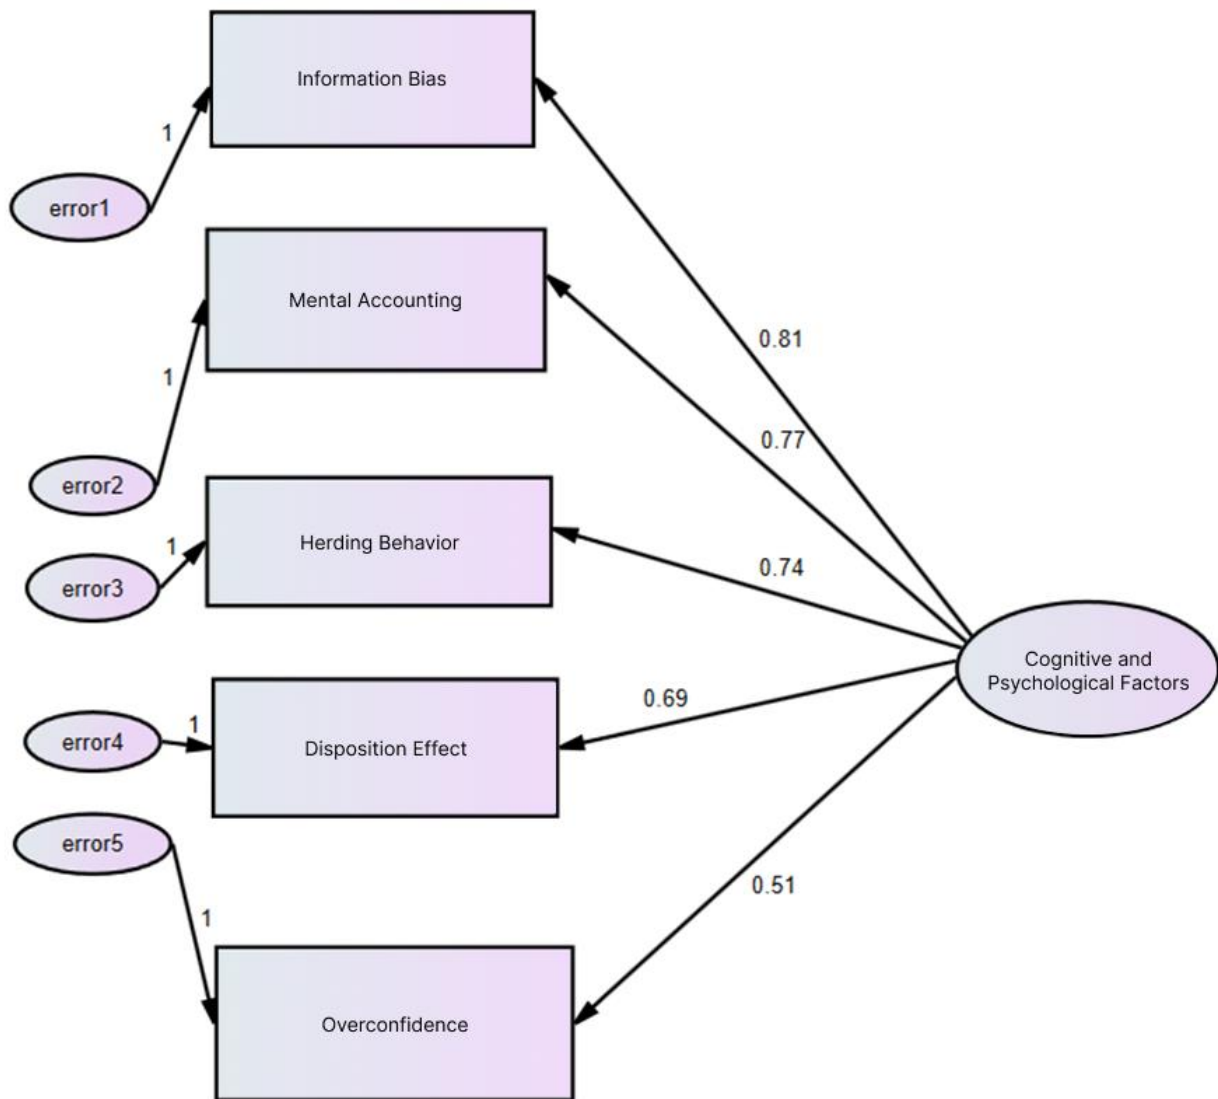 Information Bias
1
error1
Mental Accounting
0.81
1
0.77
error2
Herding Behavior
1
0.74
error3
Cognitive and
Psychological Factors
0.69
1
error4
Disposition Effect
error5
0.51
1
Overconfidence